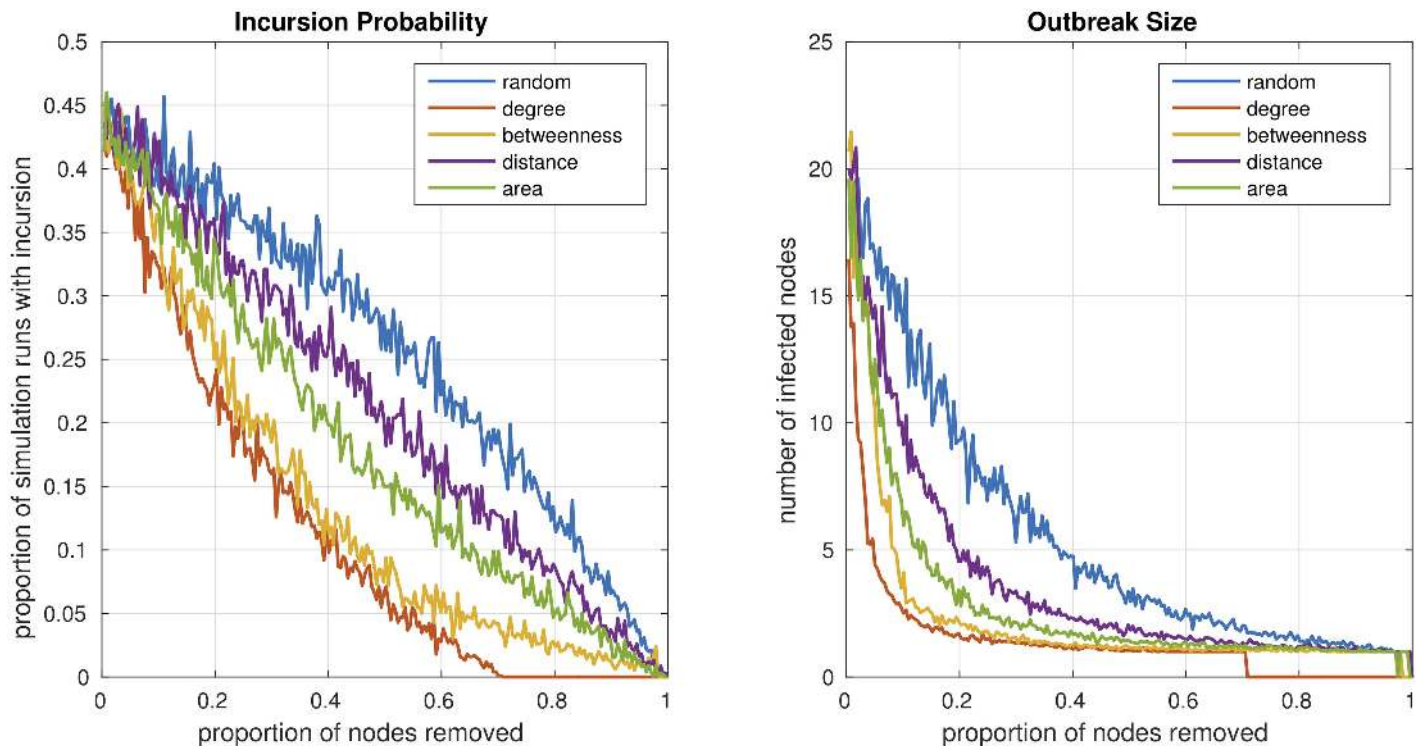 Incursion Probability
0.5
0.45
0.4
0.35
0.3
0.25
0.2
0.15
0.1
0.05
0
proportion of simulation runs with incursion
random
degree
betweenness
distance
area
0
0.2
0.4
0.6
0.8
1
proportion of nodes removed
Outbreak Size
25
20
15
10
5
0
number of infected nodes
random
degree
betweenness
distance
area
0
0.2
0.4
0.6
0.8
1
proportion of nodes removed